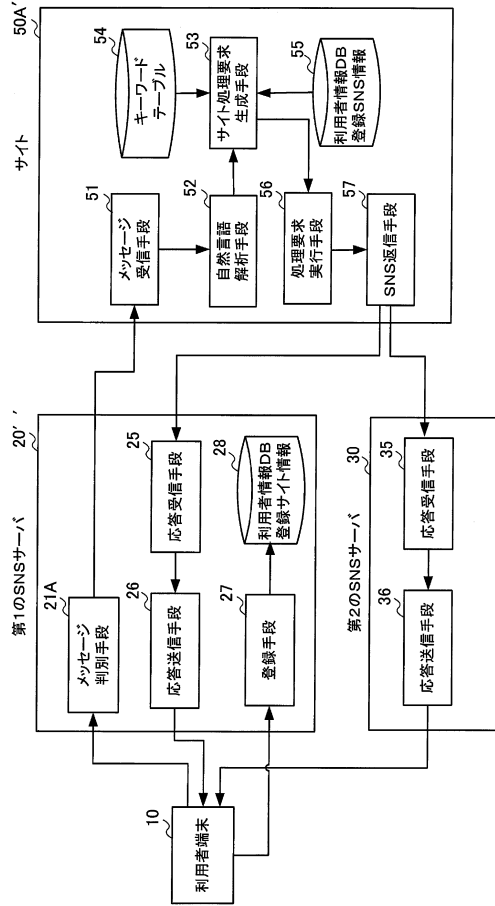 サイト
50A'
54
キーワード
テーブル
53
サイト処理要求
生成手段
55
利用者情報DB
登録SNS情報
51
メッセージ
受信手段
52
自然言語
解析手段
56
処理要求
実行手段
57
SNS返信手段
第1のSNSサーバ
20''
21A
メッセージ
判別手段
25
応答受信手段
26
応答送信手段
27
登録手段
28
利用者情報DB
登録サイト情報
第2のSNSサーバ
30
35
応答受信手段
36
応答送信手段
10
利用者端末